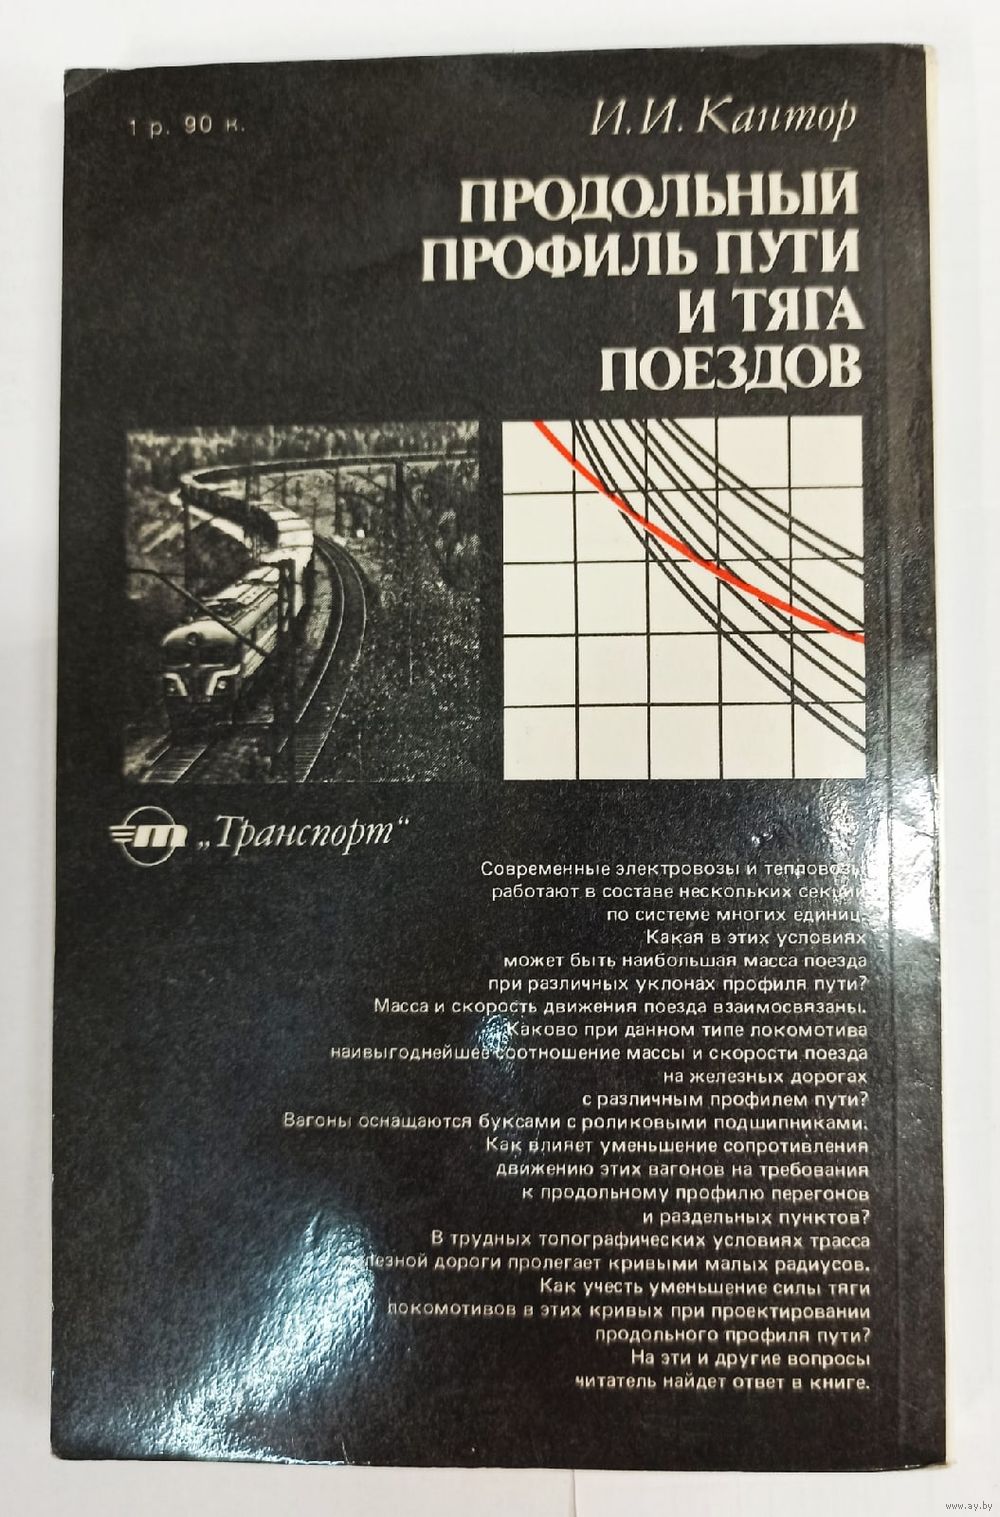 1 р. 90 к.
И. И. Кантор
ПРОДОЛЬНЫЙ
ПРОФИЛЬ ПУТИ
И ТЯГА
ПОЕЗДОВ
т „Транспорт“
Современные электровозы и тепловозы
работают в составе нескольких секций
по системе многих единиц.
Какая в этих условиях
может быть наибольшая масса поезда
при различных уклонах профиля пути?
Масса и скорость движения поезда взаимосвязаны.
Каково при данном типе локомотива
наивыгоднейшее соотношение массы и скорости поезда
на железных дорогах
с различным профилем пути?
Вагоны оснащаются буксами с роликовыми подшипниками.
Как влияет уменьшение сопротивления
движению этих вагонов на требования
к продольному профилю перегонов
и раздельных пунктов?
В трудных топографических условиях трасса
дороги пролегает кривыми малых радиусов.
Как учесть уменьшение силы тяги
локомотивов в этих кривых при проектировании
продольного профиля пути?
На эти и другие вопросы
читатель найдет ответ в книге.
www.ay.by